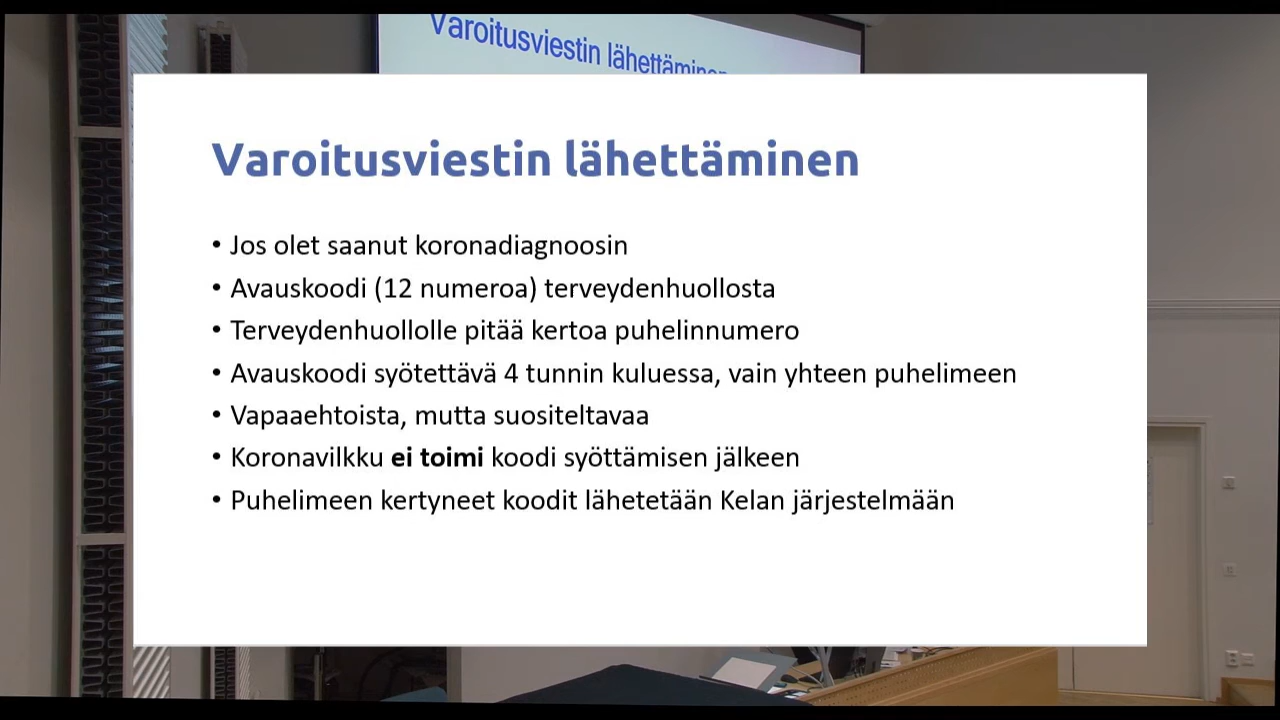 Varoitusviestin lähettäminen
Varoitusviestin lähettäminen
• Jos olet saanut koronadiagnoosin
• Avauskoodi (12 numeroa) terveydenhuollosta
• Terveydenhuollolle pitää kertoa puhelinnumero
• Avauskoodi syötettävä 4 tunnin kuluessa, vain yhteen puhelimeen
• Vapaaehtoista, mutta suositeltavaa
• Koronavilkku ei toimi koodi syöttämisen jälkeen
• Puhelimeen kertyneet koodit lähetetään Kelan järjestelmään